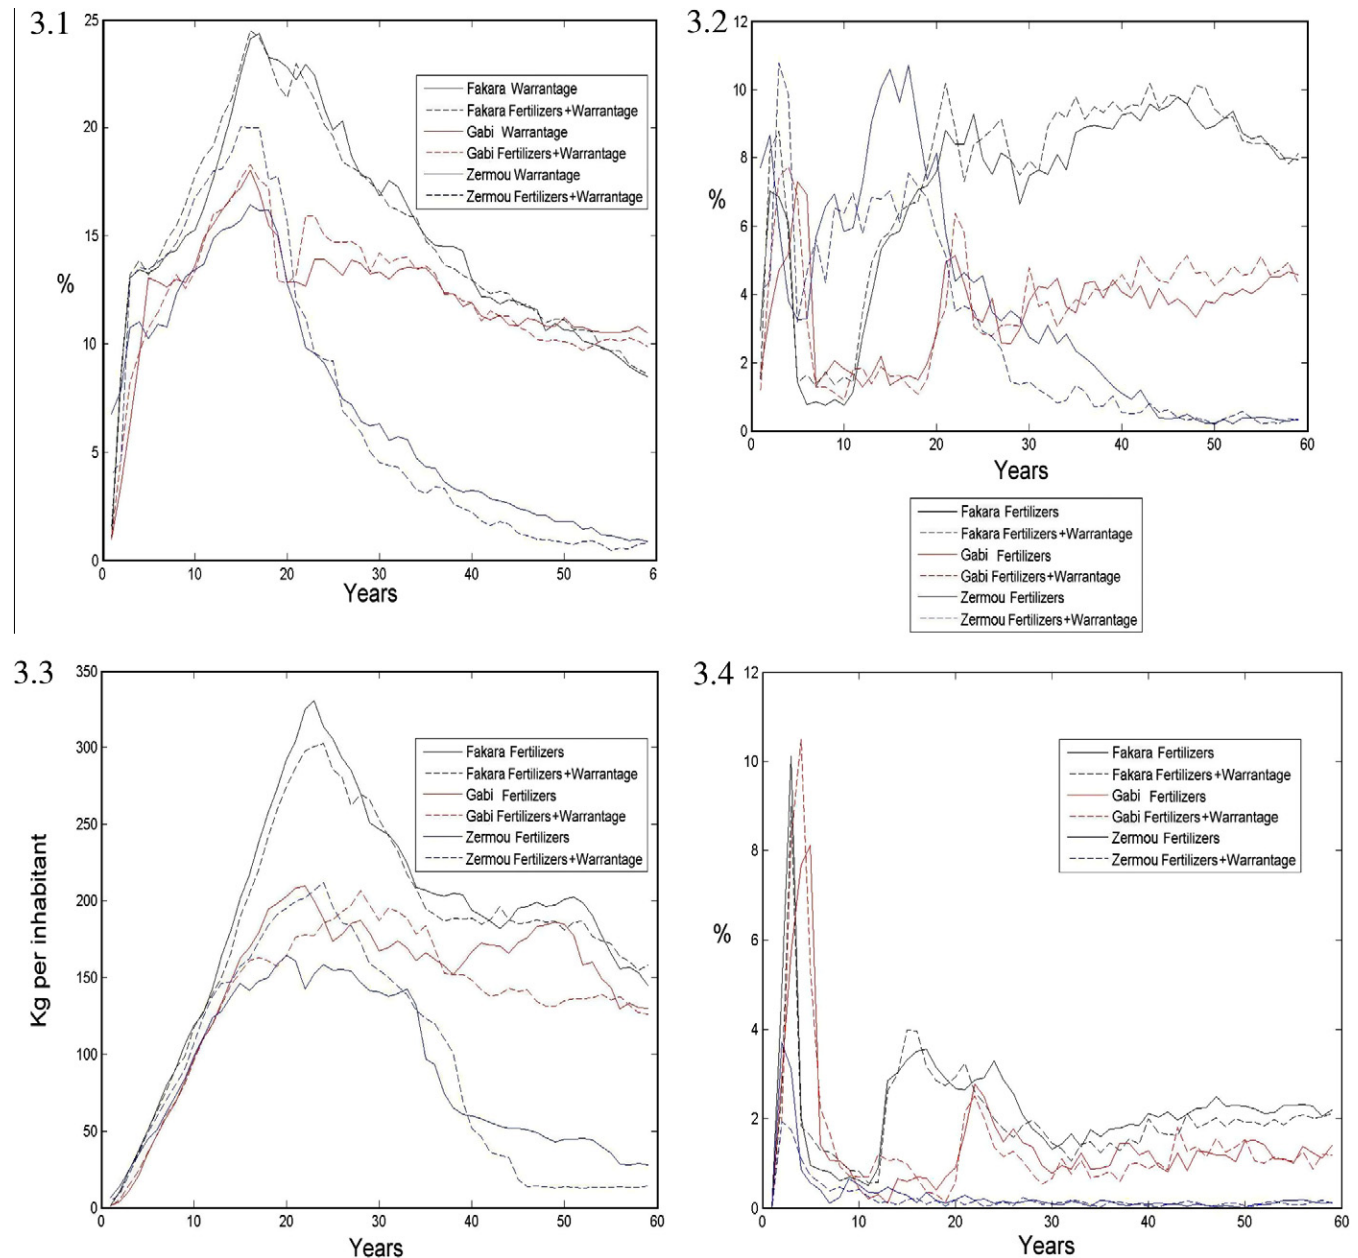 3.1
25
20
25
20
15
10
5
0
%
0
10
20
30
40
50
6
Years
Fakara Warrantage
Fakara Fertilizers+Warrantage
Gabi Warrantage
Gabi Fertilizers+Warrantage
Zermou Warrantage
Zermou Fertilizers+Warrantage
3.2
12
10
8
6
4
2
0
%
0
10
20
30
40
50
60
Years
Fakara Fertilizers
Fakara Fertilizers+Warrantage
Gabi Fertilizers
Gabi Fertilizers+Warrantage
Zermou Fertilizers
Zermou Fertilizers+Warrantage
3.3
350
300
250
200
150
100
50
0
Kg per inhabitant
0
10
20
30
40
50
60
Years
Fakara Fertilizers
Fakara Fertilizers+Warrantage
Gabi Fertilizers
Gabi Fertilizers+Warrantage
Zermou Fertilizers
Zermou Fertilizers+Warrantage
3.4
12
10
8
6
4
2
0
%
0
10
20
30
40
50
60
Years
Fakara Fertilizers
Fakara Fertilizers+Warrantage
Gabi Fertilizers
Gabi Fertilizers+Warrantage
Zermou Fertilizers
Zermou Fertilizers+Warrantage